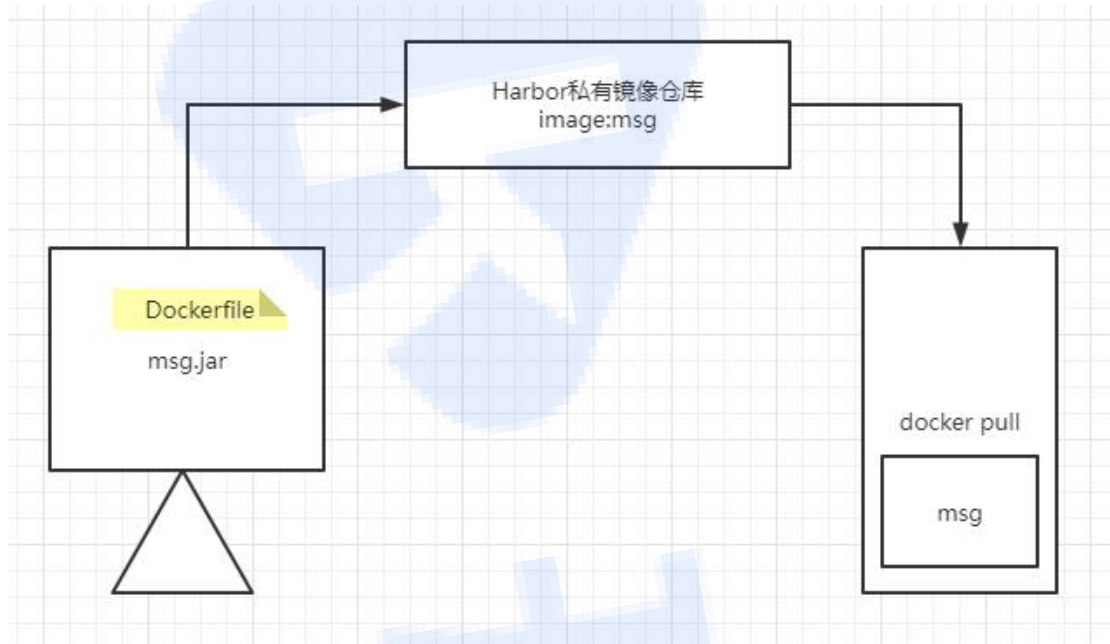 Harbor私有镜像仓库
image:msg
Dockerfile
msg.jar
docker pull
msg